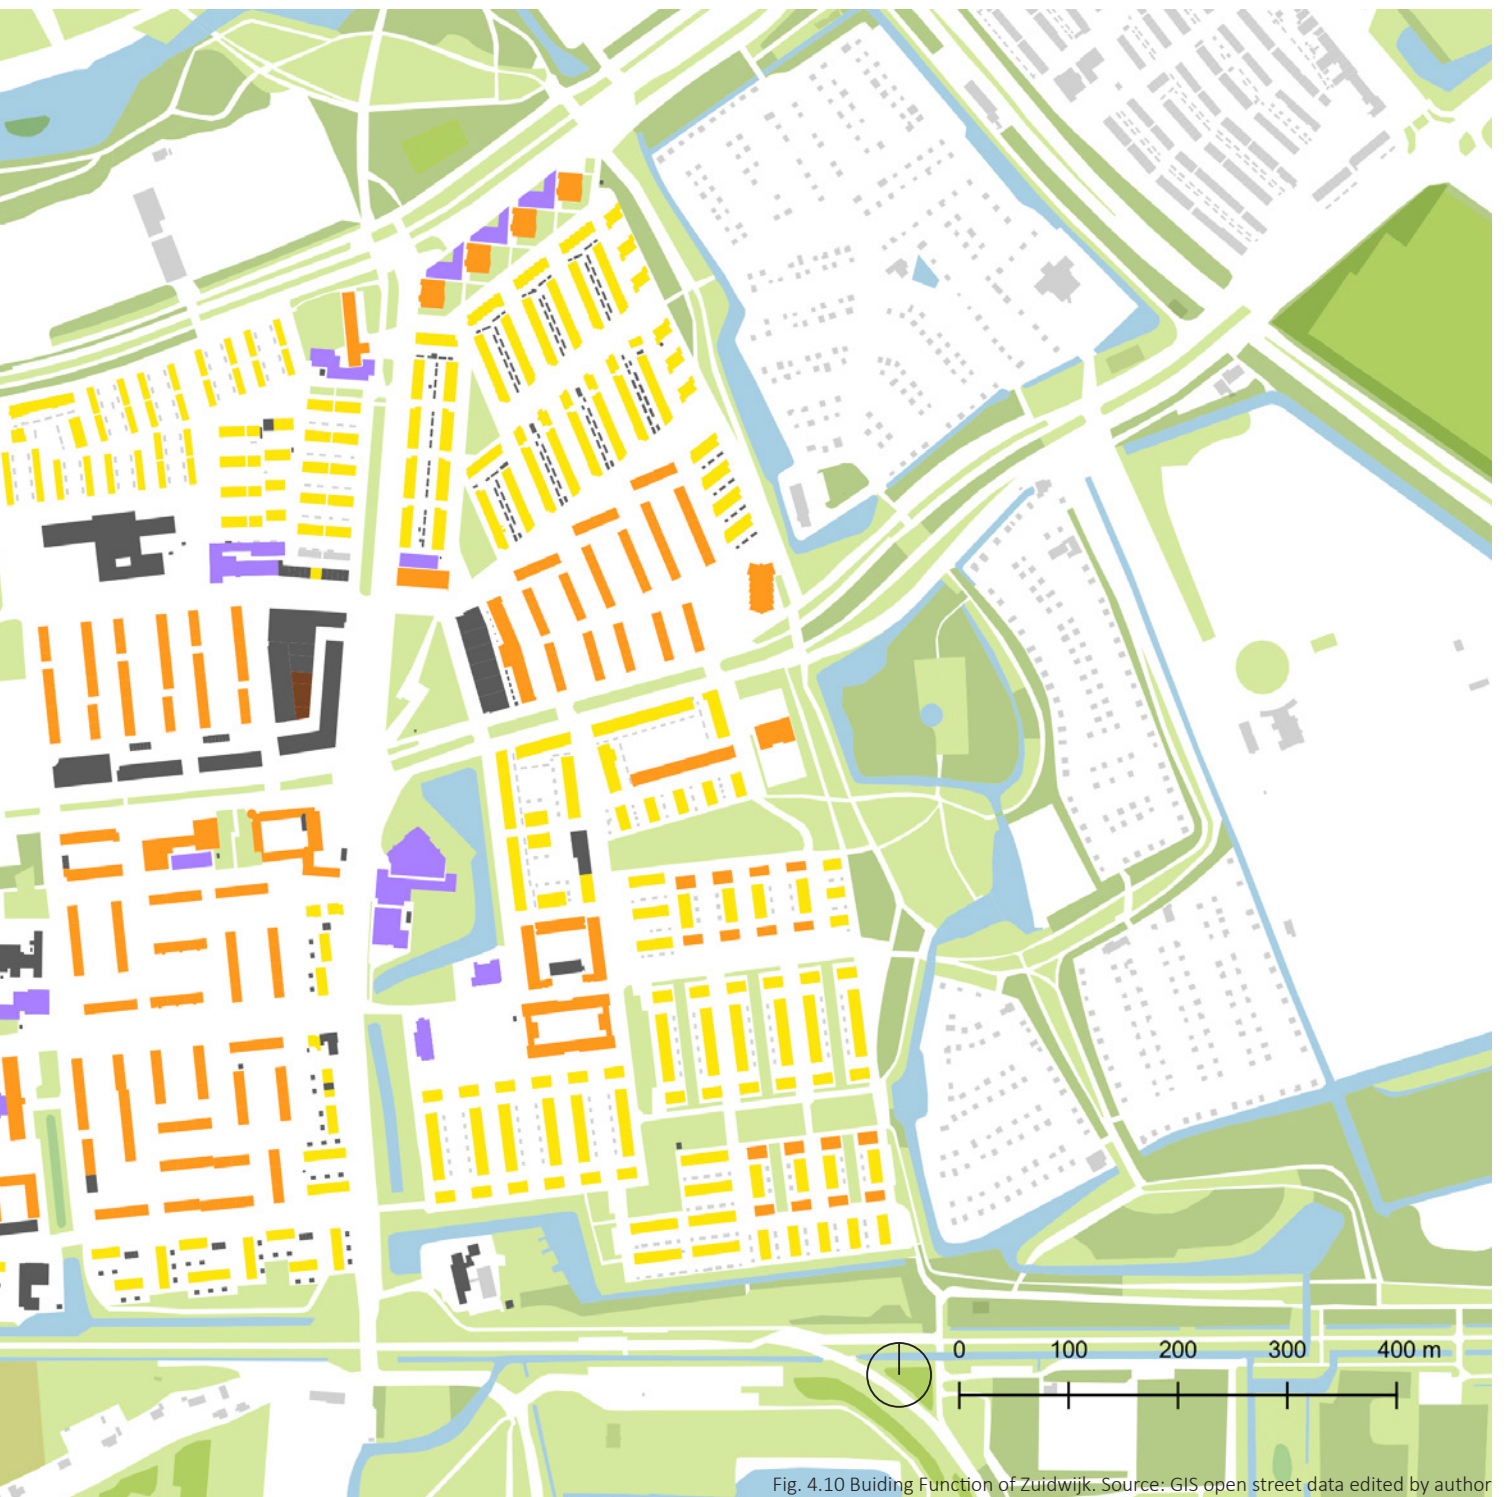 0 100 200 300 400 m
Fig. 4.10 Buiding Function of Zuidwijk. Source: GIS open street data edited by author